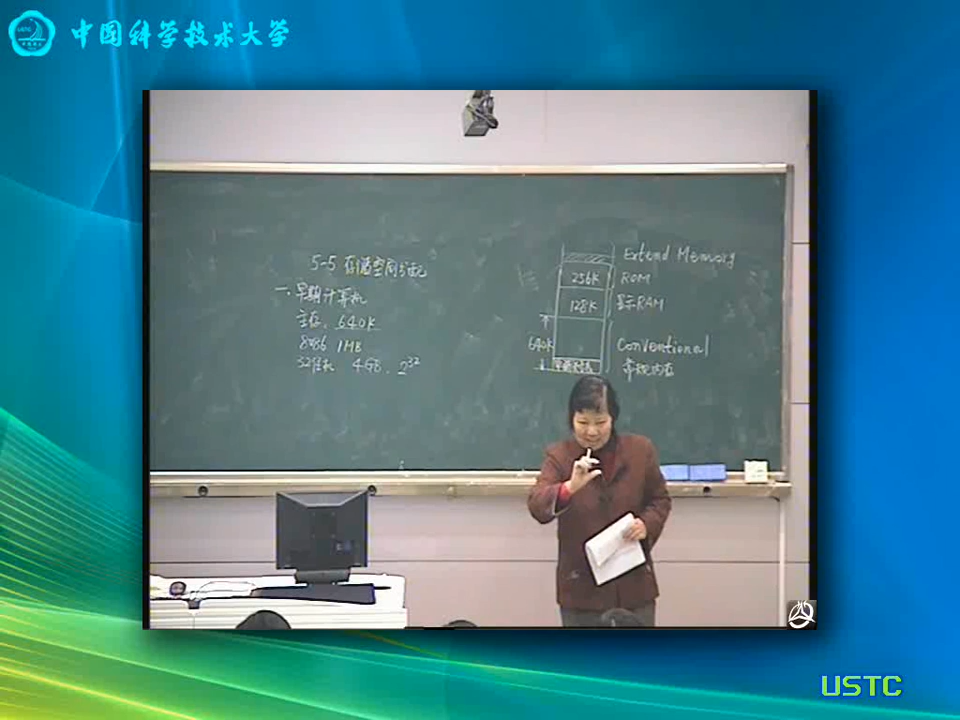 中国科学技术大学
5-5 存储空间分配
一.早期计算机
主存. 640K
8086 1MB
32位机 4GB. 2^32
Extend Memory
256K ROM
128K 显示RAM
640K Conventional
常规内存
USTC